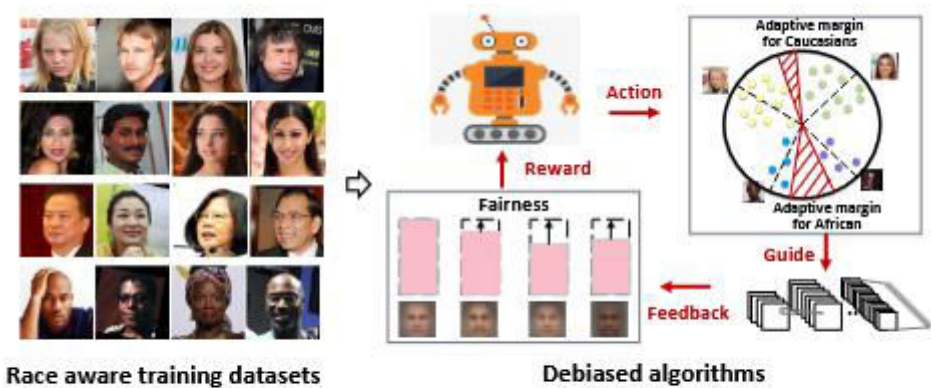 Adaptive margin
for Caucasians
Action
Reward
Fairness
Adaptive margin
for African
Guide
Feedback
Race aware training datasets
Debiased algorithms